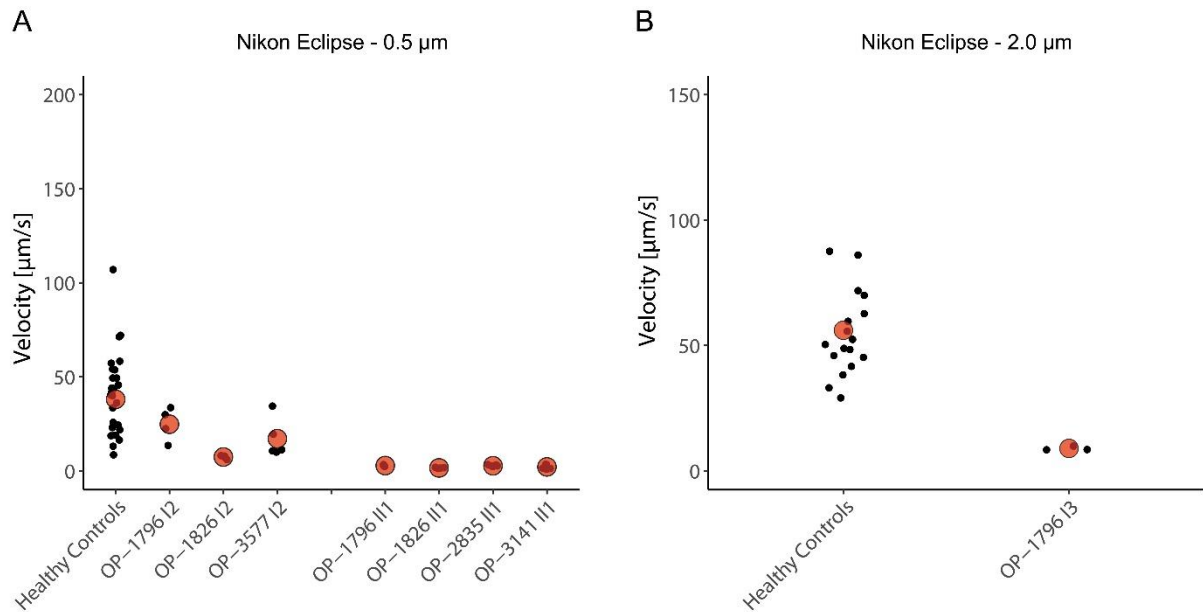 A
Nikon Eclipse - 0.5 µm
Velocity [µm/s]
200
150
100
50
0
Healthy Controls
OP–1796 I2
OP–1826 I2
OP–3577 I2
OP–1796 II1
OP–1826 II1
OP–2835 II1
OP–3141 II1
B
Nikon Eclipse - 2.0 µm
Velocity [µm/s]
150
100
50
0
Healthy Controls
OP–1796 I3